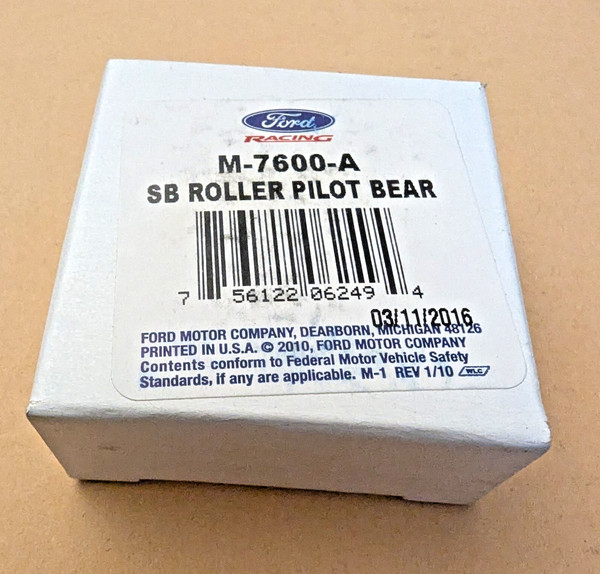 Ford
RACING
M-7600-A
SB ROLLER PILOT BEAR
7 56122 06249 4
03/11/2016
FORD MOTOR COMPANY, DEARBORN, MICHIGAN 48126
PRINTED IN U.S.A. © 2010, FORD MOTOR COMPANY
Contents conform to Federal Motor Vehicle Safety
Standards, if any are applicable. M-1 REV 1/10 WLC